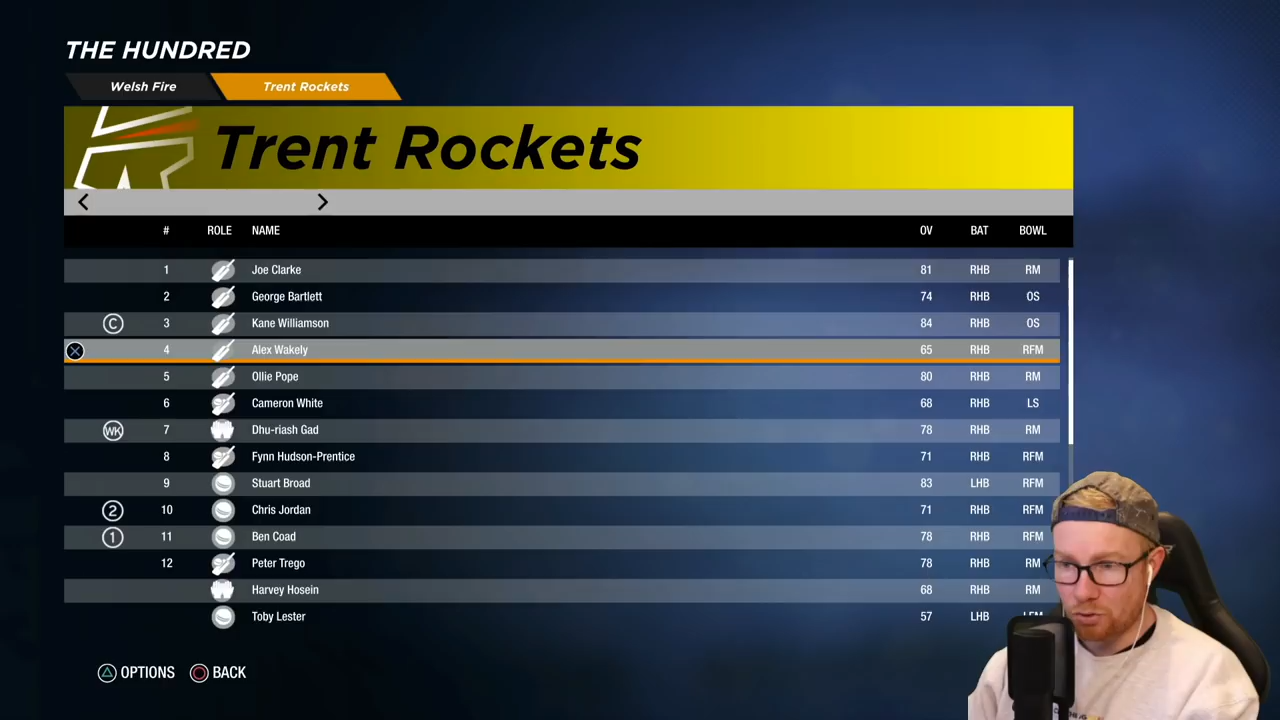 THE HUNDRED
Welsh Fire Trent Rockets
Trent Rockets
# ROLE NAME OV BAT BOWL
1 Joe Clarke 81 RHB RM
2 George Bartlett 74 RHB OS
C 3 Kane Williamson 84 RHB OS
4 Alex Wakely 65 RHB RFM
5 Ollie Pope 80 RHB RM
6 Cameron White 68 RHB LS
WK 7 Dhu-riash Gad 78 RHB RM
8 Fynn Hudson-Prentice 71 RHB RFM
9 Stuart Broad 83 LHB RFM
2 10 Chris Jordan 71 RHB RFM
1 11 Ben Coad 78 RHB RFM
12 Peter Trego 78 RHB RM
Harvey Hosein 68 RHB RM
Toby Lester 57 LHB
OPTIONS BACK